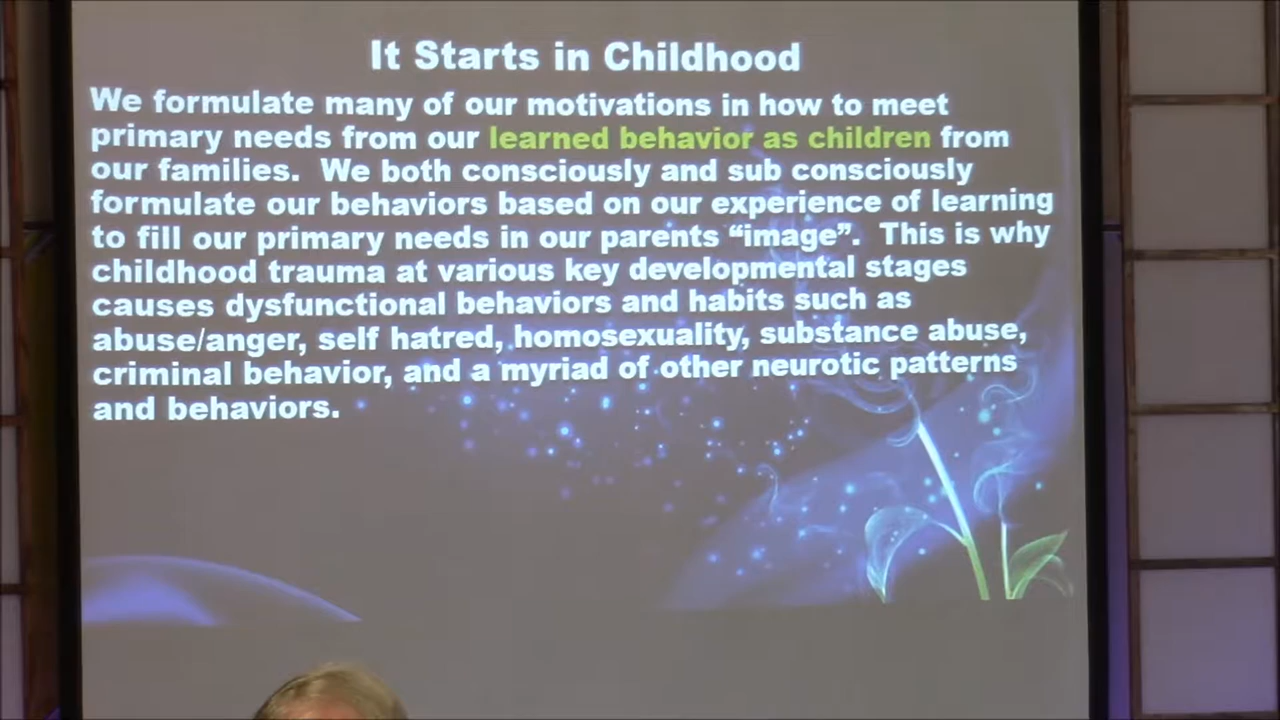 It Starts in Childhood
We formulate many of our motivations in how to meet
primary needs from our learned behavior as children from
our families. We both consciously and sub consciously
formulate our behaviors based on our experience of learning
to fill our primary needs in our parents “image”. This is why
childhood trauma at various key developmental stages
causes dysfunctional behaviors and habits such as
abuse/anger, self hatred, homosexuality, substance abuse,
criminal behavior, and a myriad of other neurotic patterns
and behaviors.